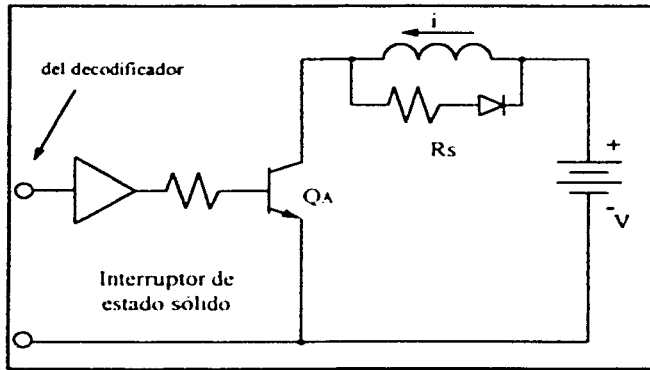 i
del decodificador
Rs
+
QA
- V
Interruptor de
estado sólido